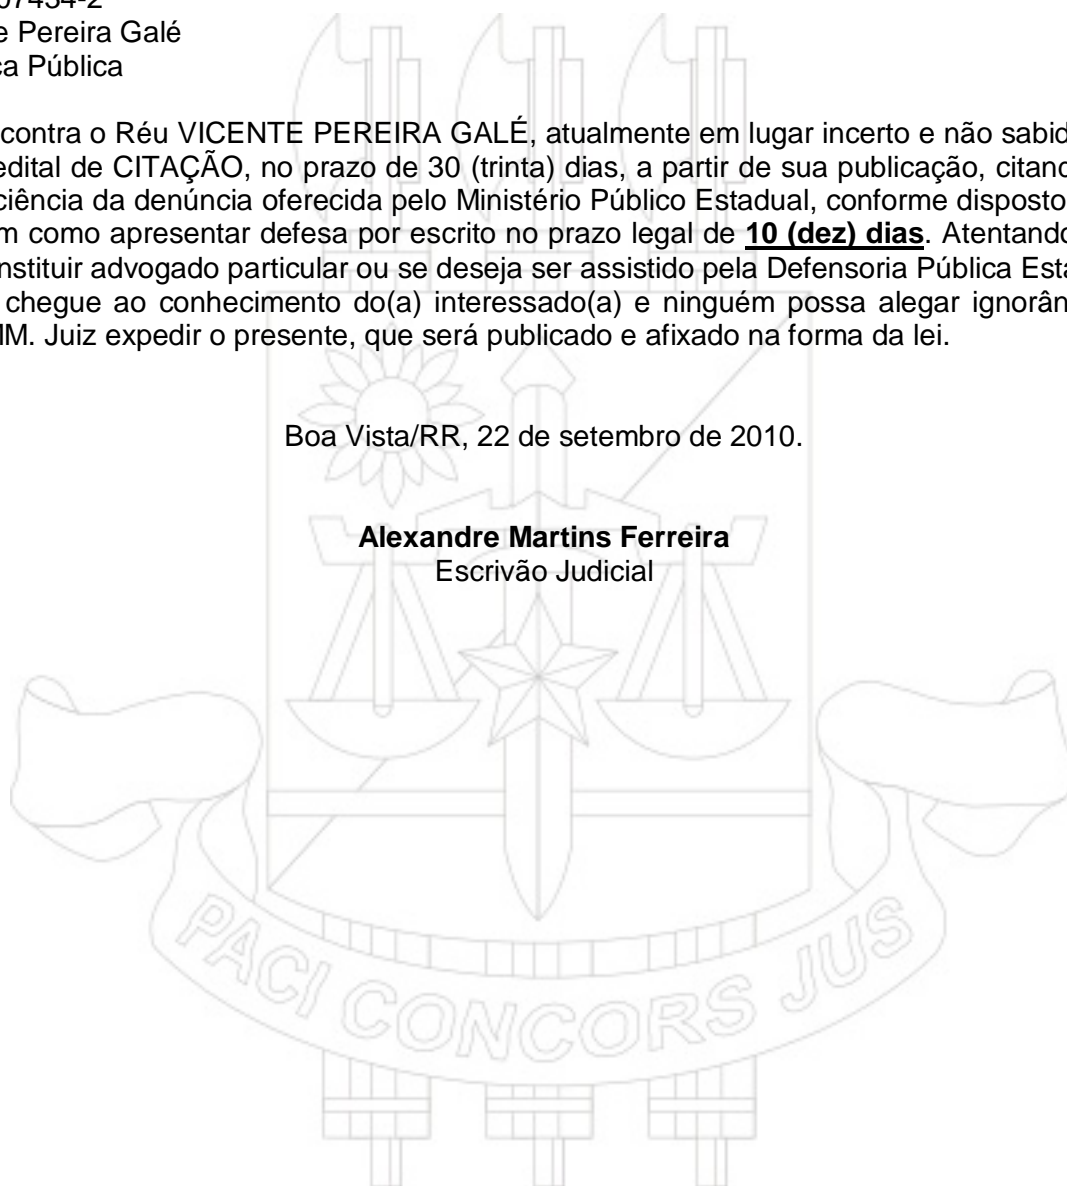 07434-2
e Pereira Galé
ca Pública
contra o Réu VICENTE PEREIRA GALÉ, atualmente em lugar incerto e não sabid
edital de CITAÇÃO, no prazo de 30 (trinta) dias, a partir de sua publicação, citanc
ciência da denúncia oferecida pelo Ministério Público Estadual, conforme disposto
m como apresentar defesa por escrito no prazo legal de 10 (dez) dias. Atentando
nstituir advogado particular ou se deseja ser assistido pela Defensoria Pública Esta
chegue ao conhecimento do(a) interessado(a) e ninguém possa alegar ignorân
MM. Juiz expedir o presente, que será publicado e afixado na forma da lei.
Boa Vista/RR, 22 de setembro de 2010.
Alexandre Martins Ferreira
Escrivão Judicial
PACI CONCORS JUS